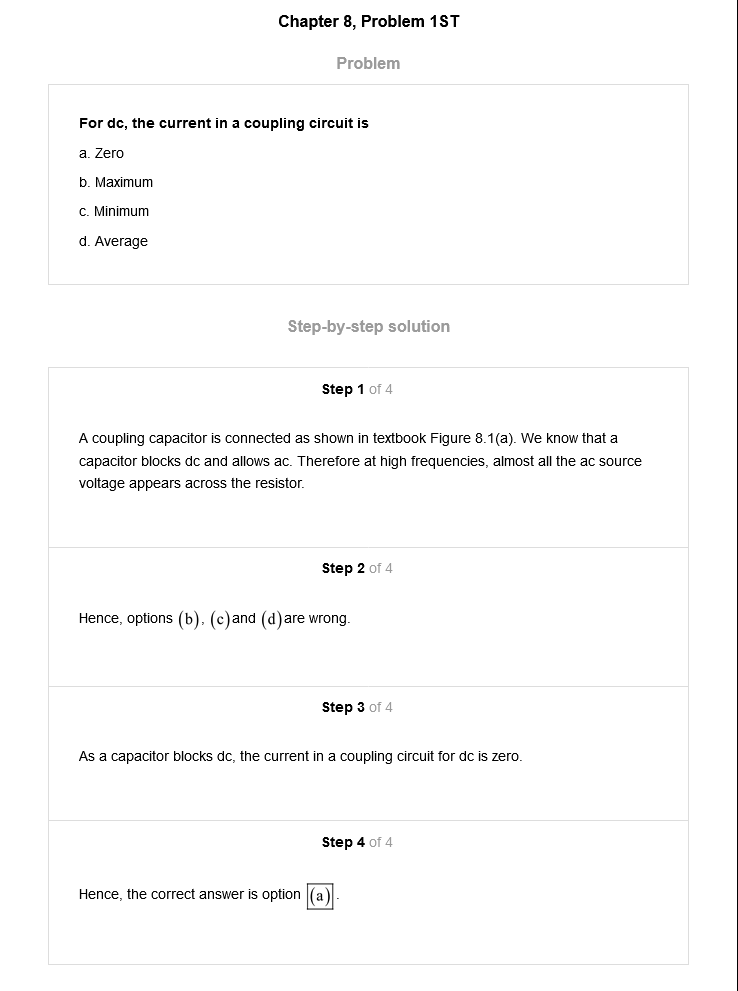 Chapter 8, Problem 1ST
Problem
For dc, the current in a coupling circuit is
a. Zero
b. Maximum
c. Minimum
d. Average
Step-by-step solution
Step 1 of 4
A coupling capacitor is connected as shown in textbook Figure 8.1(a). We know that a
capacitor blocks dc and allows ac. Therefore at high frequencies, almost all the ac source
voltage appears across the resistor.
Step 2 of 4
Hence, options (b), (c)and (d)are wrong.
Step 3 of 4
As a capacitor blocks dc, the current in a coupling circuit for dc is zero.
Step 4 of 4
Hence, the correct answer is option (a).